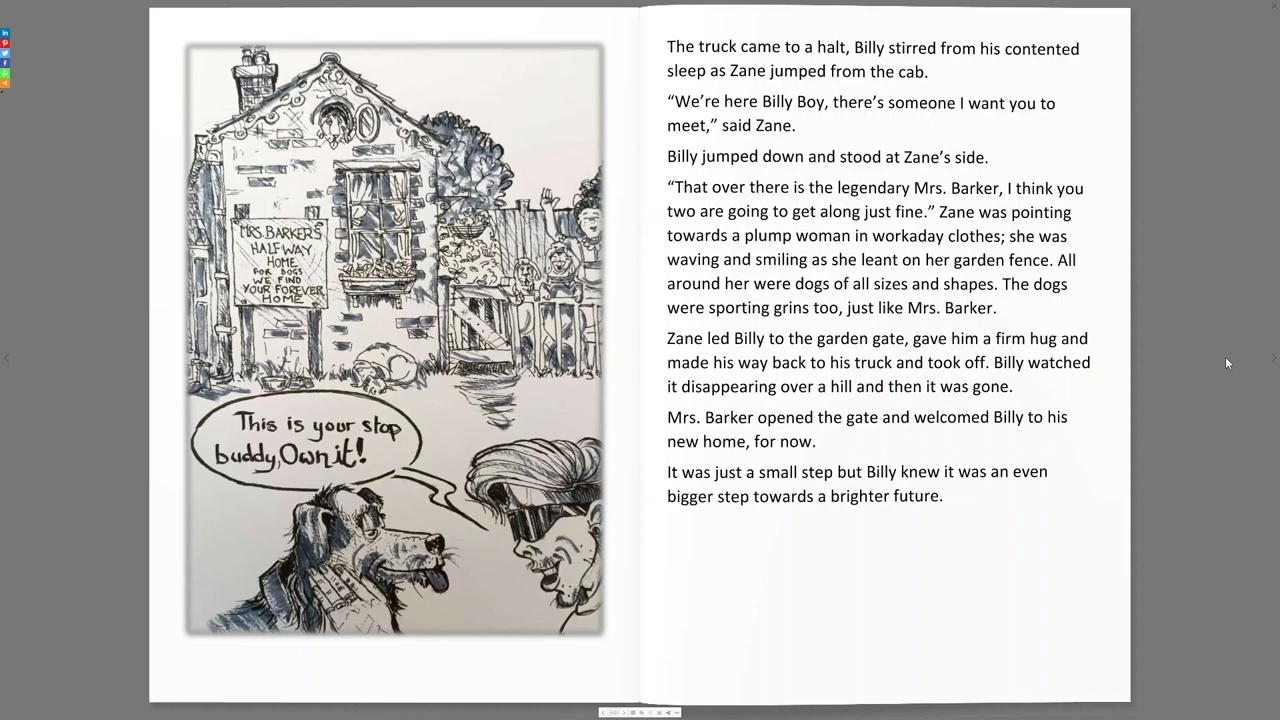 MRS. BARKER'S
HALFWAY
HOME
FOR DOGS
WE FIND
YOUR FOREVER
HOME
This is your stop
buddy, Own it!
The truck came to a halt, Billy stirred from his contented
sleep as Zane jumped from the cab.
“We’re here Billy Boy, there’s someone I want you to
meet,” said Zane.
Billy jumped down and stood at Zane’s side.
“That over there is the legendary Mrs. Barker, I think you
two are going to get along just fine.” Zane was pointing
towards a plump woman in workaday clothes; she was
waving and smiling as she leant on her garden fence. All
around her were dogs of all sizes and shapes. The dogs
were sporting grins too, just like Mrs. Barker.
Zane led Billy to the garden gate, gave him a firm hug and
made his way back to his truck and took off. Billy watched
it disappearing over a hill and then it was gone.
Mrs. Barker opened the gate and welcomed Billy to his
new home, for now.
It was just a small step but Billy knew it was an even
bigger step towards a brighter future.